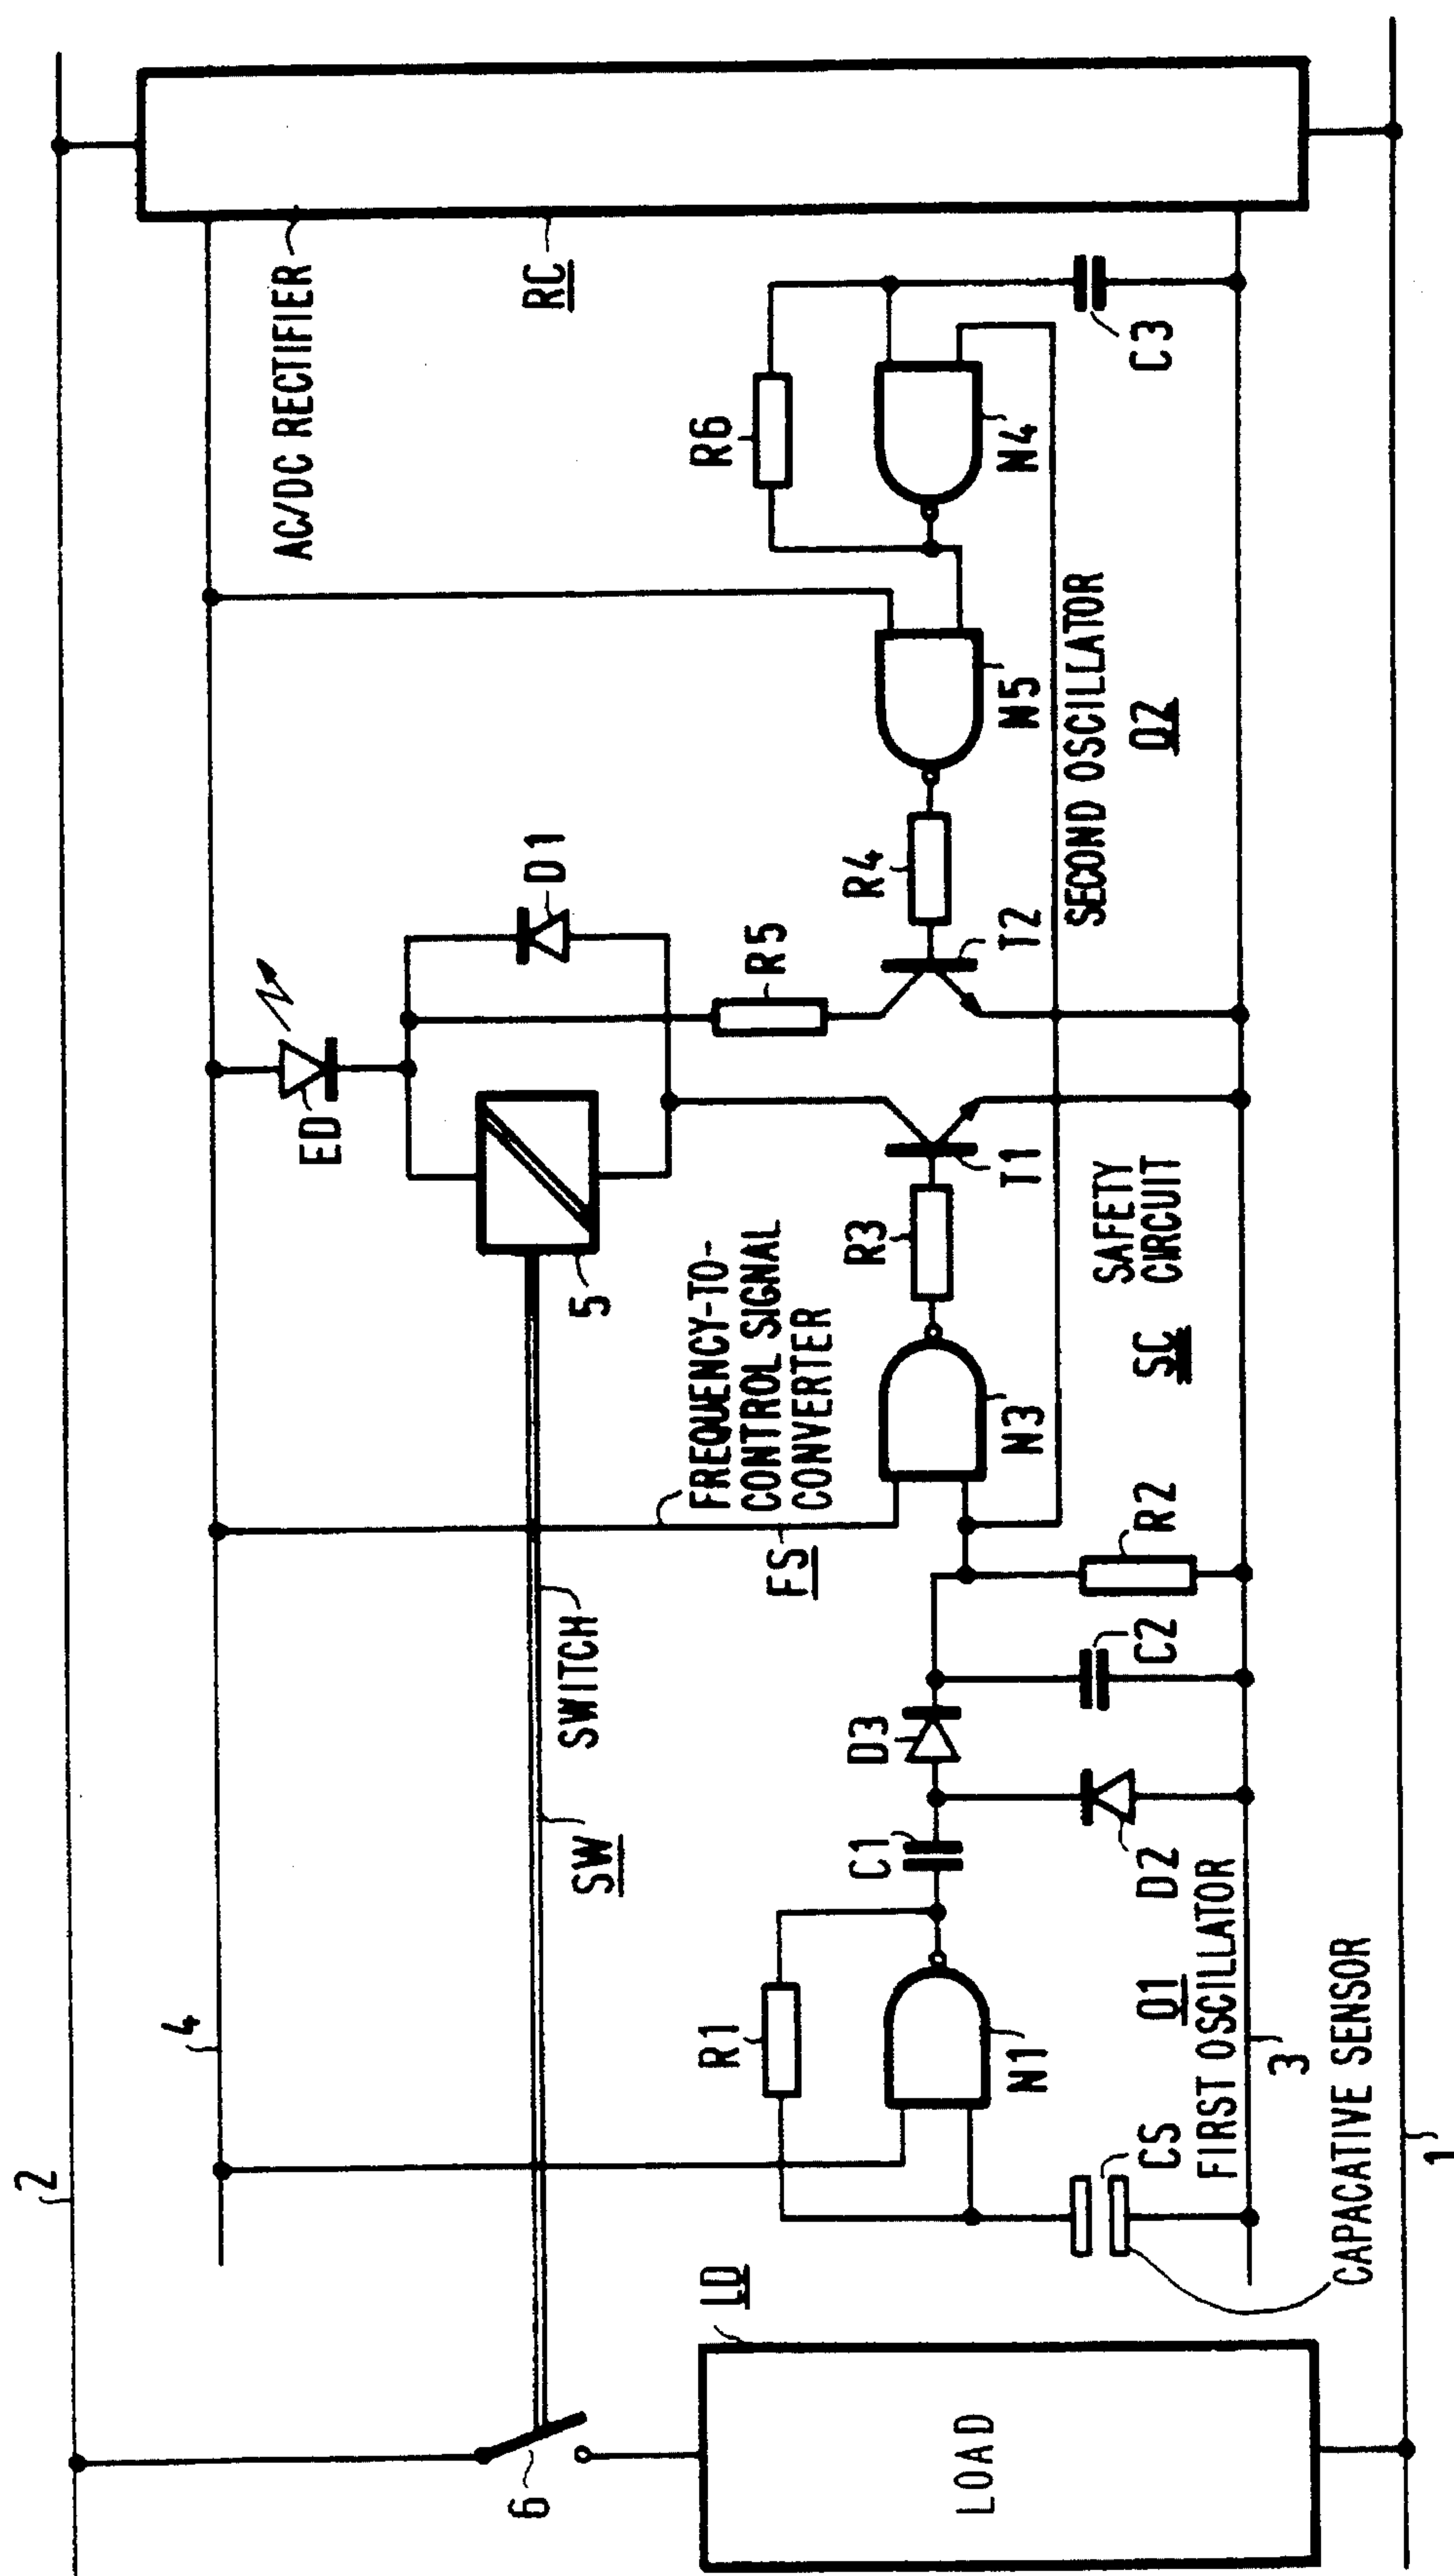 2
4
AC/DC RECTIFIER
ED
6
SW
SWITCH
5
D1
RC
LD
R1
FS
FREQUENCY-TO-
CONTROL SIGNAL
CONVERTER
R5
R6
C1
D3
R3
R4
LOAD
N1
N3
T1
T2
N5
N4
CS
O1
D2
C2
R2
SC
SAFETY
CIRCUIT
SECOND OSCILLATOR
O2
C3
FIRST OSCILLATOR
3
CAPACATIVE SENSOR
1